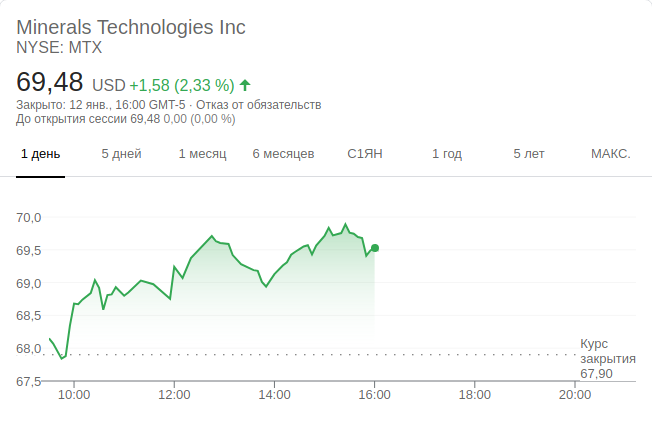 Minerals Technologies Inc
NYSE: MTX
69,48 USD +1,58 (2,33 %)
Закрыто: 12 янв., 16:00 GMT-5 · Отказ от обязательств
До открытия сессии 69,48 0,00 (0,00 %)
1 день 5 дней 1 месяц 6 месяцев С1ЯН 1 год 5 лет МАКС.
70,0
69,5
69,0
68,5
68,0
Курс
закрытия
67,90
67,5
10:00 12:00 14:00 16:00 18:00 20:00